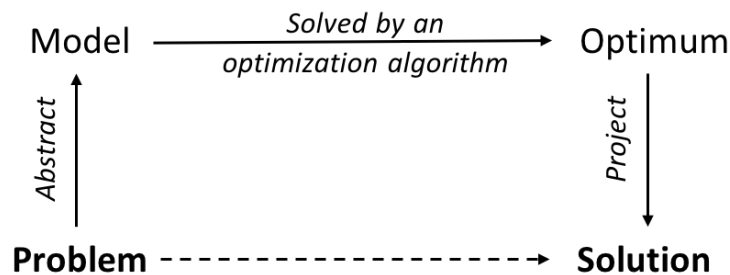 Model
Solved by an
optimization algorithm
Optimum
Abstract
Project
Problem
Solution